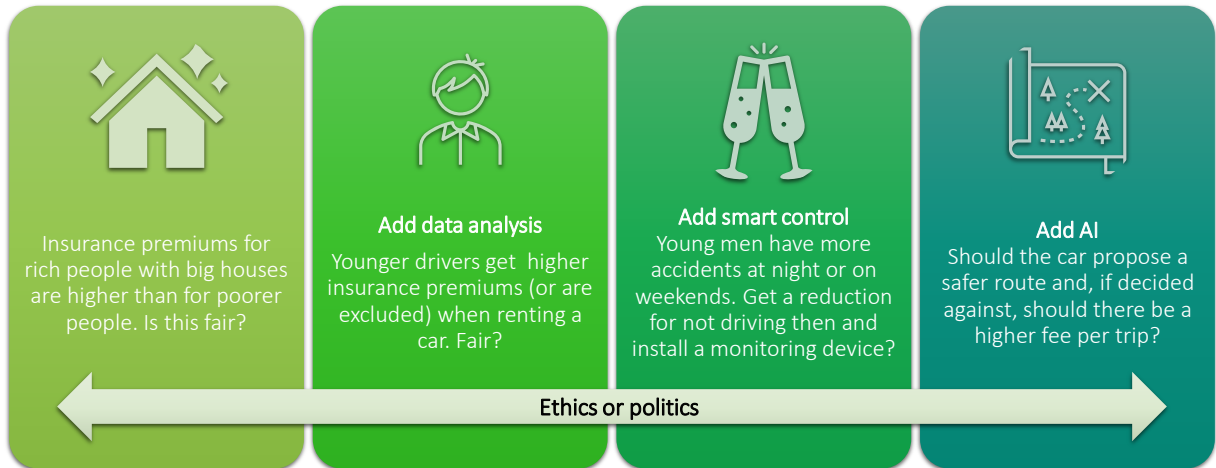 Insurance premiums for
rich people with big houses
are higher than for poorer
people. Is this fair?
Add data analysis
Younger drivers get  higher
insurance premiums (or are
excluded) when renting a
car. Fair?
Add smart control
Young men have more
accidents at night or on
weekends. Get a reduction
for not driving then and
install a monitoring device?
Add AI
Should the car propose a
safer route and, if decided
against, should there be a
higher fee per trip?
Ethics or politics